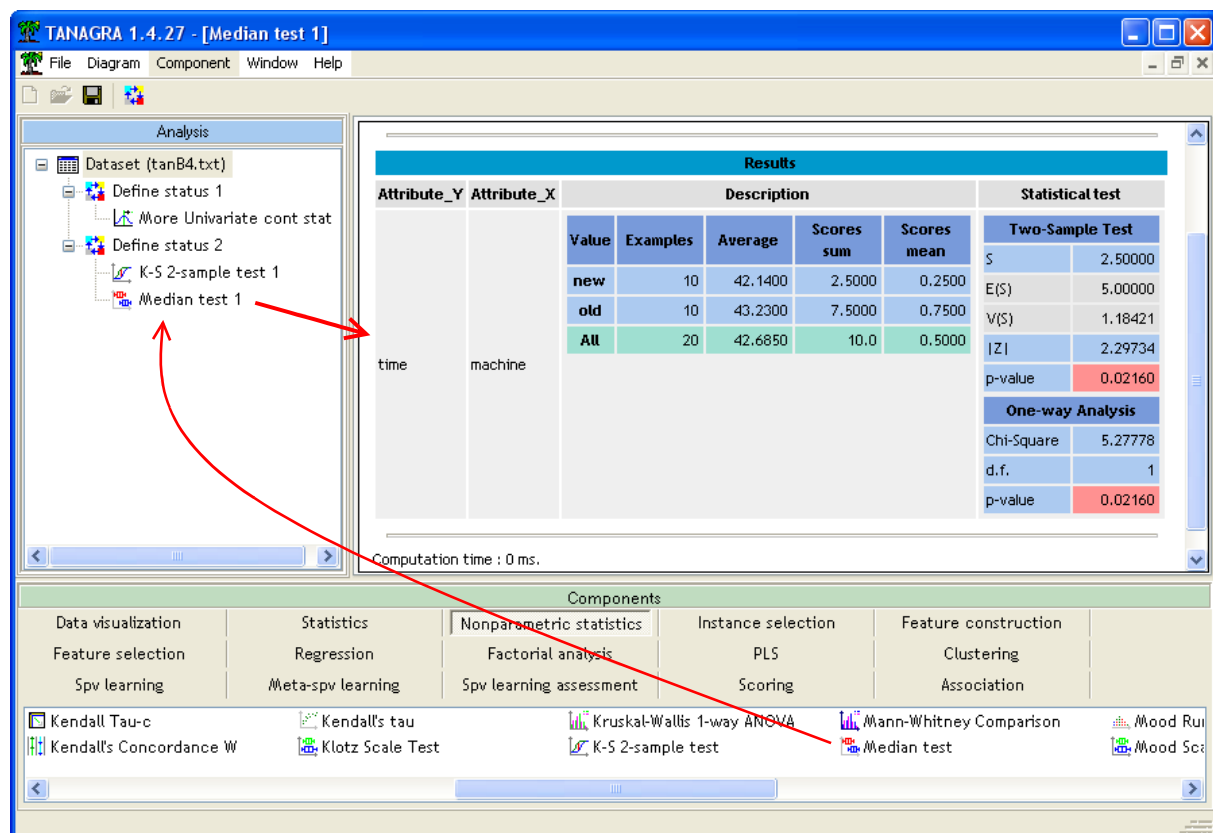 TANAGRA 1.4.27 - [Median test 1]
File Diagram Component Window Help
Analysis
Dataset (tanB4.txt)
Define status 1
More Univariate cont stat
Define status 2
K-S 2-sample test 1
Median test 1
Results
Attribute_Y Attribute_X Description Statistical test
time machine
Value Examples Average Scores sum Scores mean
new 10 42.1400 2.5000 0.2500
old 10 43.2300 7.5000 0.7500
All 20 42.6850 10.0 0.5000
Two-Sample Test
S 2.50000
E(S) 5.00000
V(S) 1.18421
|Z| 2.29734
p-value 0.02160
One-way Analysis
Chi-Square 5.27778
d.f. 1
p-value 0.02160
Computation time : 0 ms.
Components
Data visualization Statistics Nonparametric statistics Instance selection Feature construction
Feature selection Regression Factorial analysis PLS Clustering
Spv learning Meta-spv learning Spv learning assessment Scoring Association
Kendall Tau-c Kendall's tau Kruskal-Wallis 1-way ANOVA Mann-Whitney Comparison Mood Ru
Kendall's Concordance W Klotz Scale Test K-S 2-sample test Median test Mood Sca